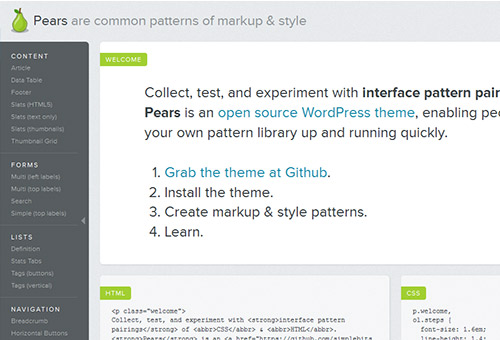 Pears are common patterns of markup & style
CONTENT
Article
Data Table
Footer
Slats (HTML5)
Slats (text only)
Slats (thumbnails)
Thumbnail Grid
FORMS
Multi (left labels)
Multi (top labels)
Search
Simple (top labels)
LISTS
Definition
Stats Tabs
Tags (buttons)
Tags (vertical)
NAVIGATION
Breadcrumb
Horizontal Buttons
WELCOME
Collect, test, and experiment with interface pattern pair
Pears is an open source WordPress theme, enabling pe
your own pattern library up and running quickly.
1. Grab the theme at Github.
2. Install the theme.
3. Create markup & style patterns.
4. Learn.
HTML
<p class="welcome">
Collect, test, and experiment with <strong>interface pattern
pairings</strong> of <abbr>CSS</abbr> & <abbr>HTML</abbr>.
<strong>Pears</strong> is an <a href="https://github.com/simplebits
CSS
p.welcome,
ol.steps {
font-size: 1.6em;
line-height: 1.4;